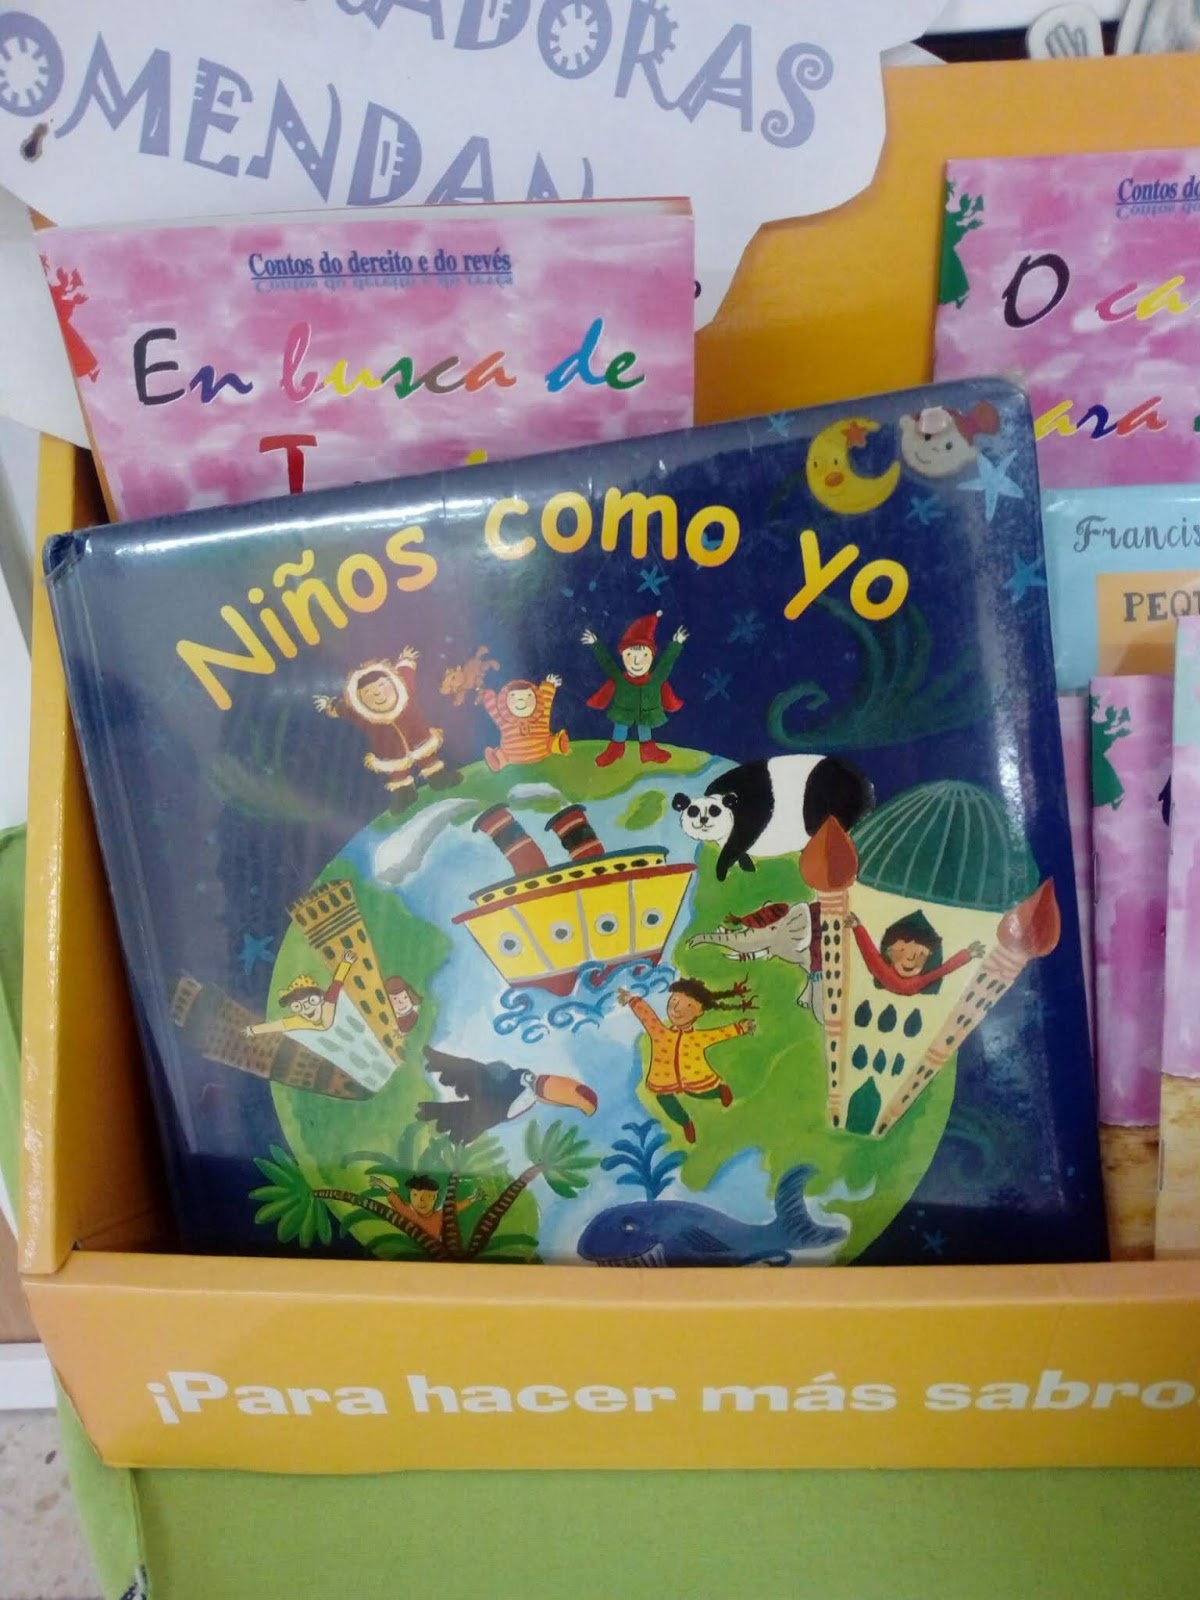 OMENDAN
Contos do dereito e do revés
En busca de
Contos do
O ca
ara
Niños como yo
Francis
PEQ
¡Para hacer más sabro